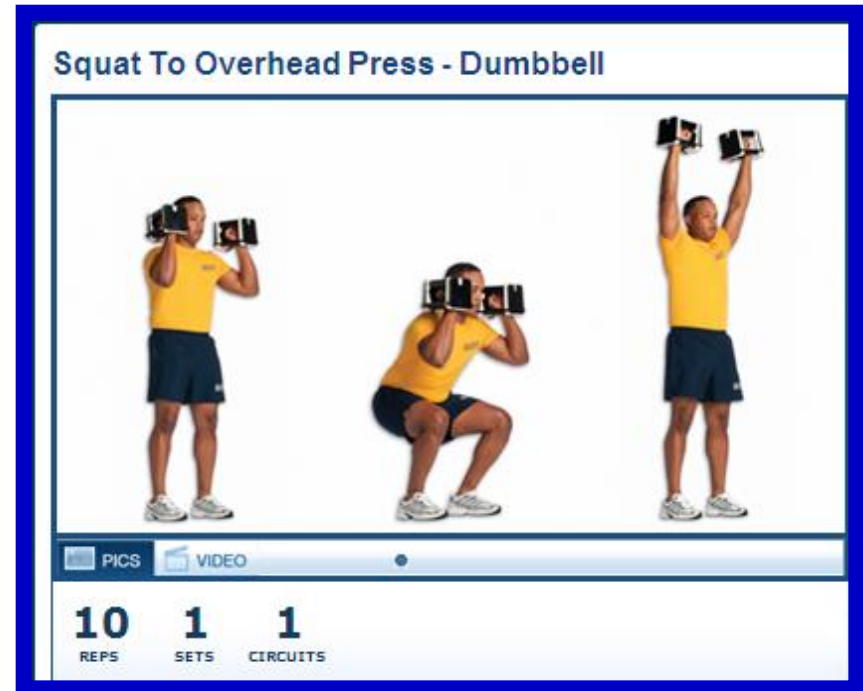 Squat To Overhead Press - Dumbbell
PICS VIDEO
10 1 1
REPS SETS CIRCUITS